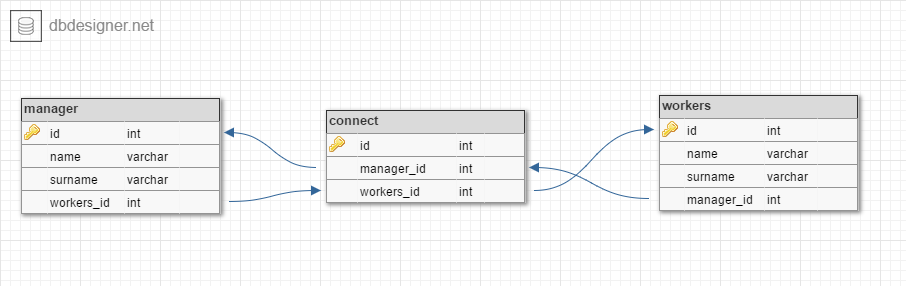 dbdesigner.net
manager
id int
name varchar
surname varchar
workers_id int
connect
id int
manager_id int
workers_id int
workers
id int
name varchar
surname varchar
manager_id int